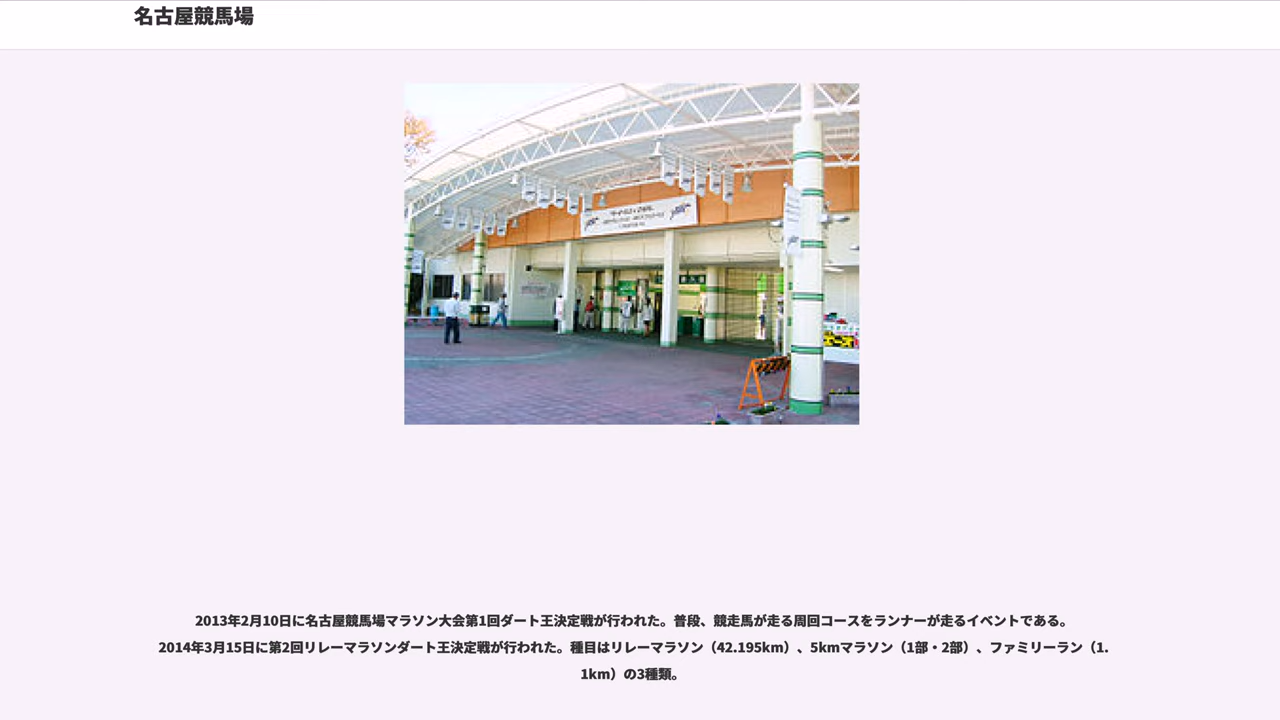 名古屋競馬場
2013年2月10日に名古屋競馬場マラソン大会第1回ダート王決定戦が行われた。普段、競走馬が走る周回コースをランナーが走るイベントである。
2014年3月15日に第2回リレーマラソンダート王決定戦が行われた。種目はリレーマラソン（42.195km）、5kmマラソン（1部・2部）、ファミリーラン（1.
1km）の3種類。